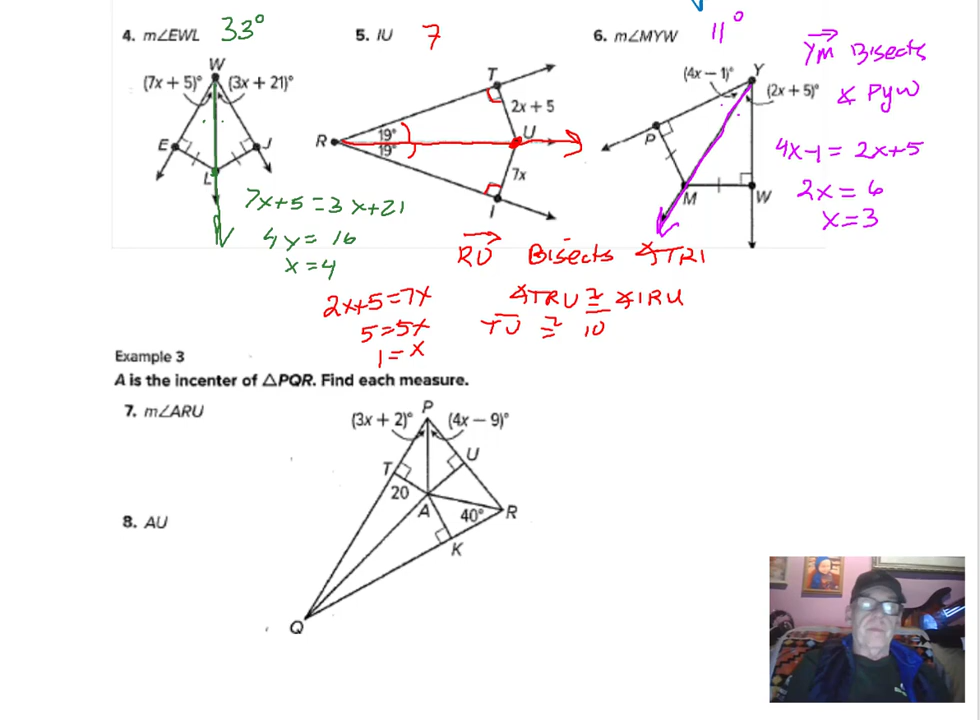 4. m∠EWL 33°
5. IU 7
6. m∠MYW 11°
W
(7x + 5)° (3x + 21)°
E J
L
7x+5=3x+21
4x= 16
x=4
T
2x + 5
R 19° U
19°
7x
I
RU Bisects ∡TRI
2x+5=7x
5=5x
1=x
∡TRU ≅ ∡IRU
TU ≅ IU
Y
(4x − 1)° (2x + 5)°
P
M W
YM Bisects
∡ PYW
4x-1 = 2x+5
2x = 6
x=3
Example 3
A is the incenter of △PQR. Find each measure.
7. m∠ARU
8. AU
P
(3x + 2)° (4x − 9)°
U
T
20
A 40° R
K
Q